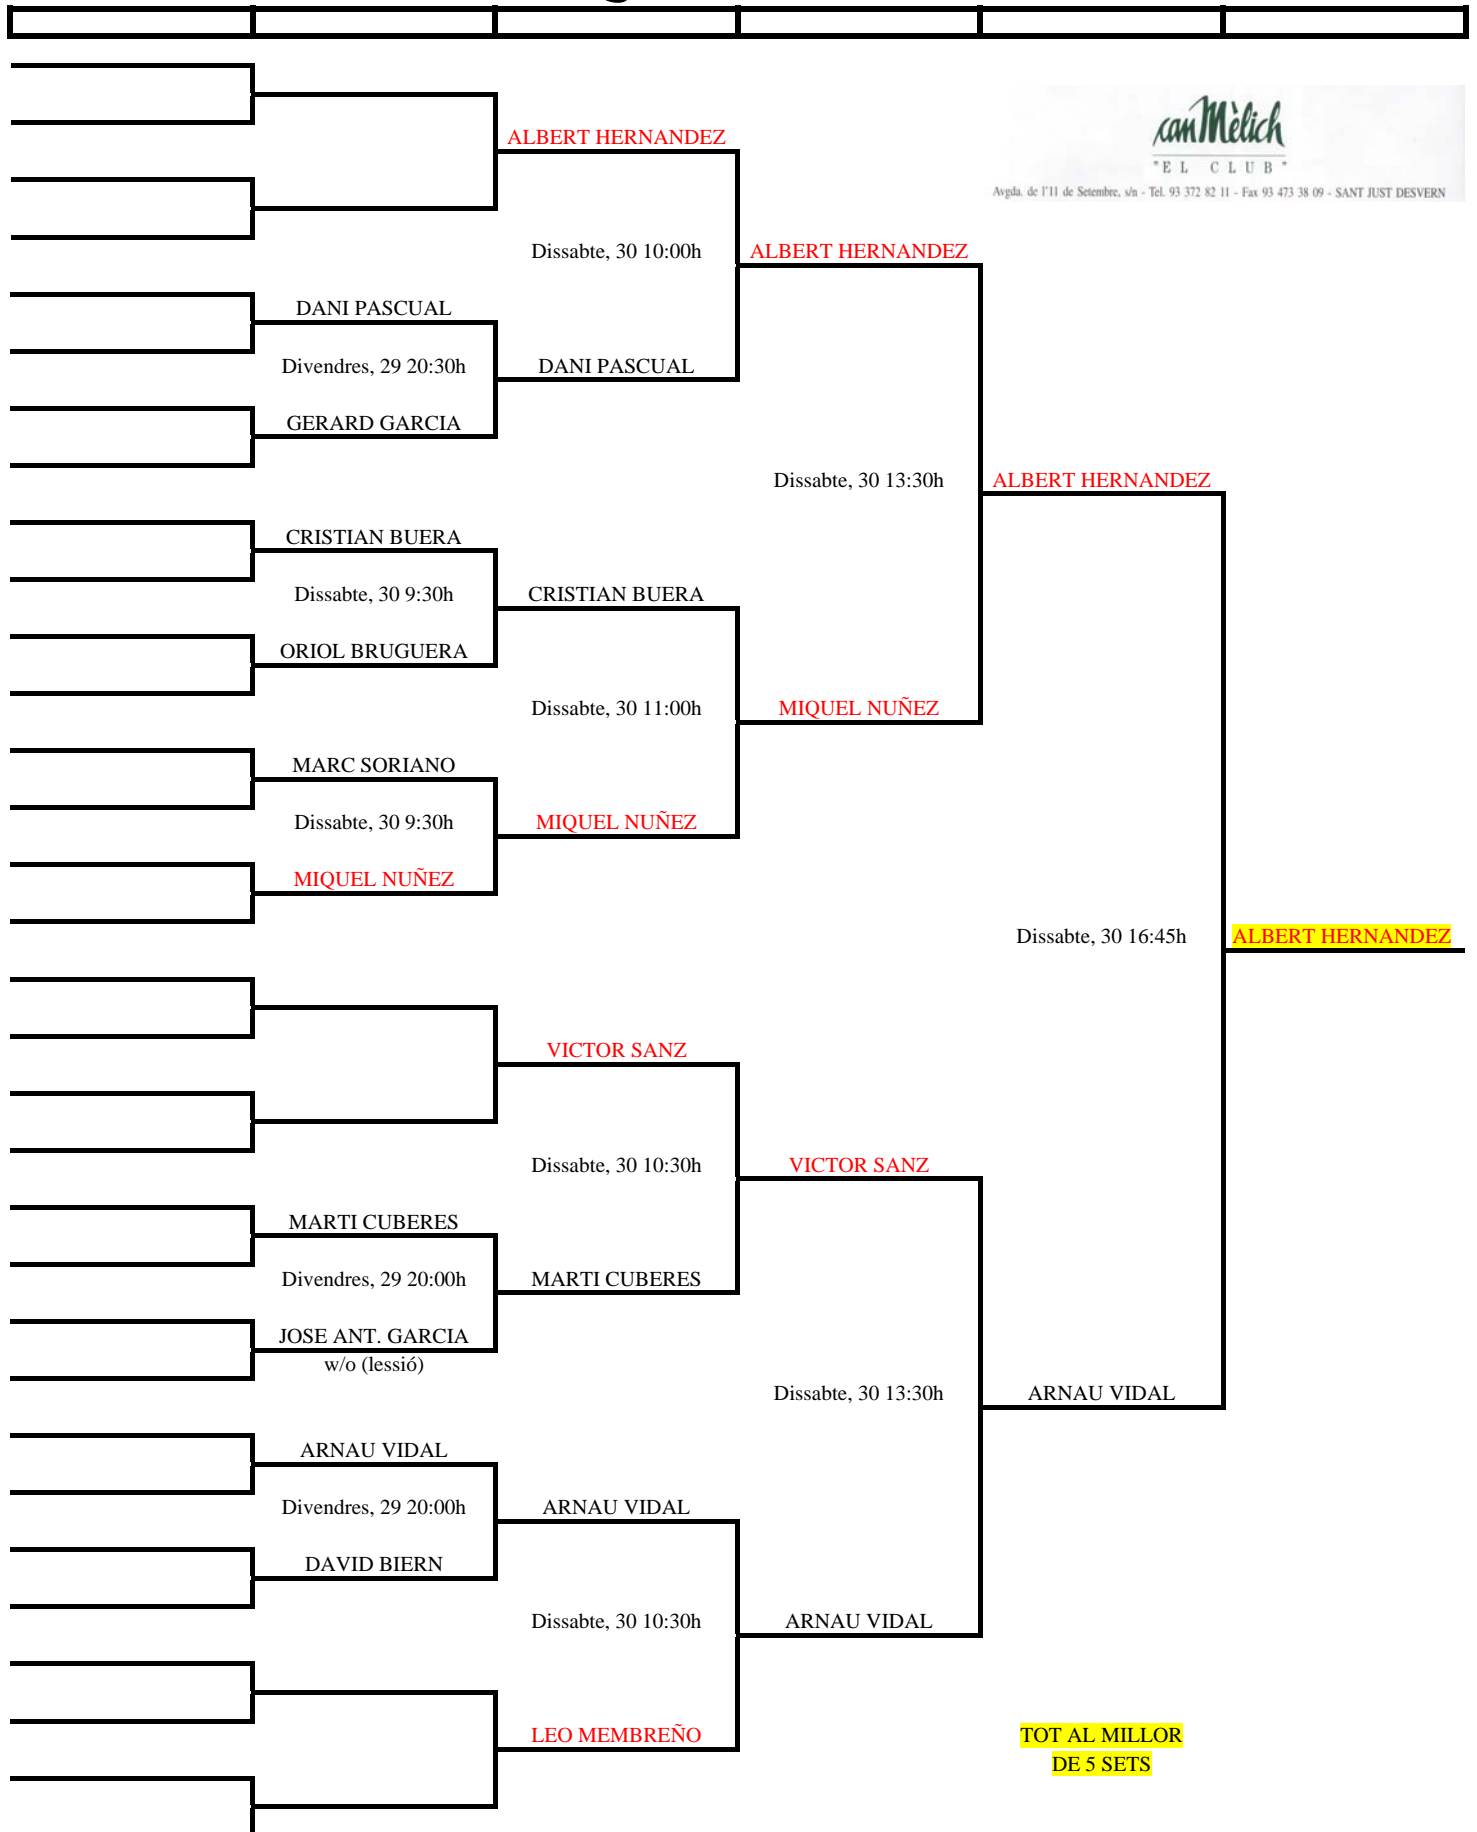 can Mèlich
"EL CLUB"
Avgda. de l'11 de Setembre, s/n - Tel. 93 372 82 11 - Fax 93 473 38 09 - SANT JUST DESVERN
ALBERT HERNANDEZ
Dissabte, 30 10:00h
ALBERT HERNANDEZ
DANI PASCUAL
Divendres, 29 20:30h
DANI PASCUAL
GERARD GARCIA
Dissabte, 30 13:30h
ALBERT HERNANDEZ
CRISTIAN BUERA
Dissabte, 30 9:30h
CRISTIAN BUERA
ORIOL BRUGUERA
Dissabte, 30 11:00h
MIQUEL NUÑEZ
MARC SORIANO
Dissabte, 30 9:30h
MIQUEL NUÑEZ
MIQUEL NUÑEZ
Dissabte, 30 16:45h
ALBERT HERNANDEZ
VICTOR SANZ
Dissabte, 30 10:30h
VICTOR SANZ
MARTI CUBERES
Divendres, 29 20:00h
MARTI CUBERES
JOSE ANT. GARCIA
w/o (lessió)
Dissabte, 30 13:30h
ARNAU VIDAL
ARNAU VIDAL
Divendres, 29 20:00h
ARNAU VIDAL
DAVID BIERN
Dissabte, 30 10:30h
ARNAU VIDAL
LEO MEMBREÑO
TOT AL MILLOR
DE 5 SETS